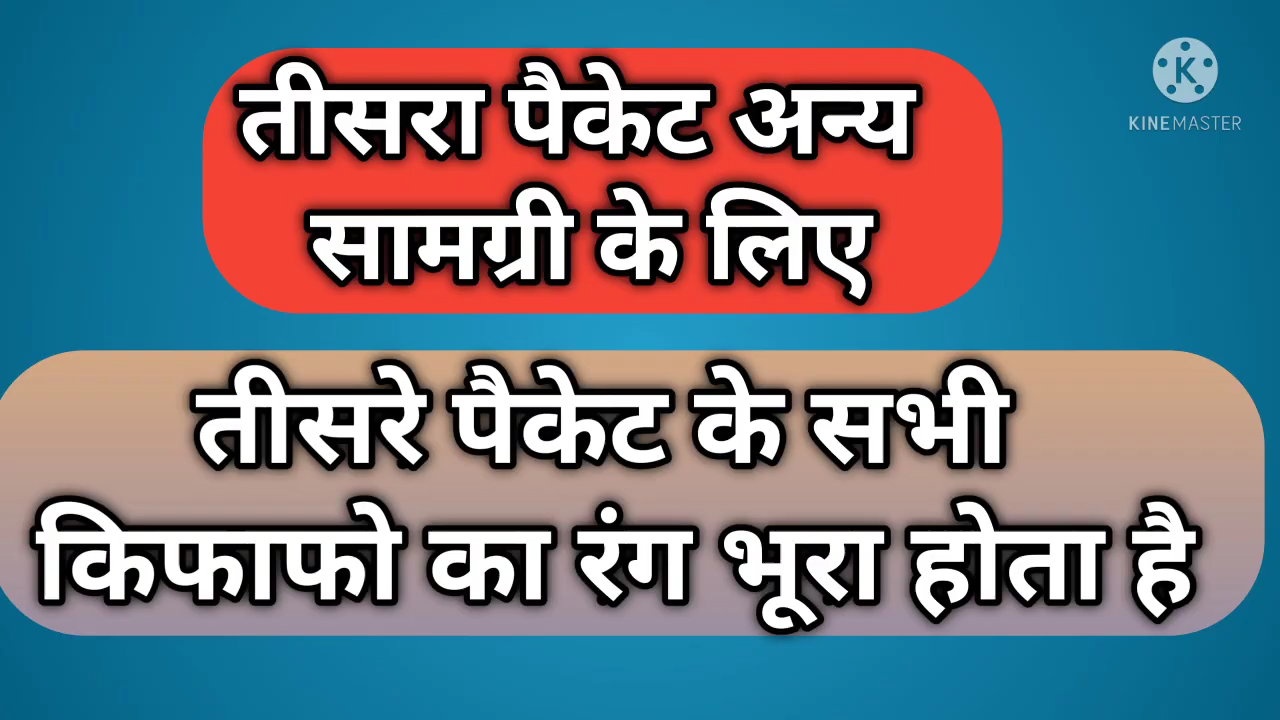 तीसरा पैकेट अन्य
सामग्री के लिए
तीसरे पैकेट के सभी
किफाफो का रंग भूरा होता है
K
KINEMASTER